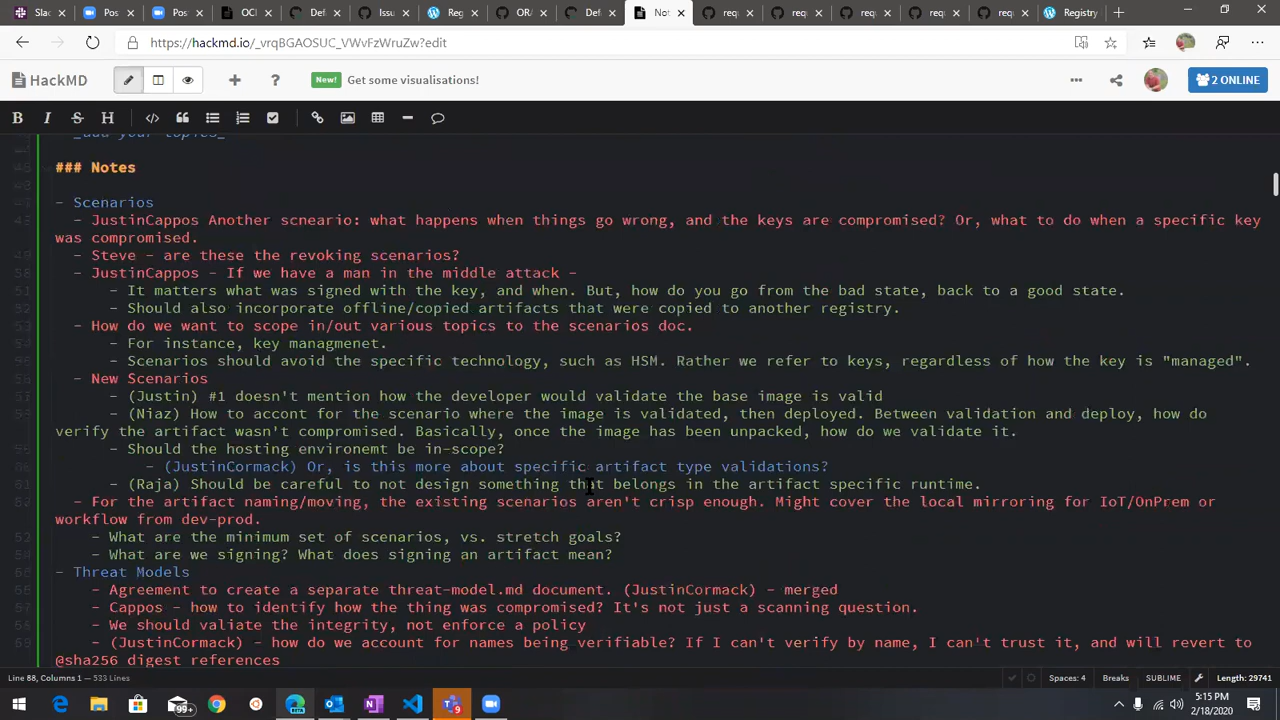 Slack
Pos
Pos
OCI
Defe
Issu
Reg
ORA
Def
Not
req
req
req
req
req
Registry
https://hackmd.io/_vrqBGAOSUC_VWvFzWruZw?edit
HackMD
New!
Get some visualisations!
2 ONLINE
B I S H
_add your topics_
### Notes
- Scenarios
- JustinCappos Another scneario: what happens when things go wrong, and the keys are compromised? Or, what to do when a specific key
was compromised.
- Steve - are these the revoking scenarios?
- JustinCappos - If we have a man in the middle attack -
- It matters what was signed with the key, and when. But, how do you go from the bad state, back to a good state.
- Should also incorporate offline/copied artifacts that were copied to another registry.
- How do we want to scope in/out various topics to the scenarios doc.
- For instance, key managmenet.
- Scenarios should avoid the specific technology, such as HSM. Rather we refer to keys, regardless of how the key is "managed".
- New Scenarios
- (Justin) #1 doesn't mention how the developer would validate the base image is valid
- (Niaz) How to accont for the scenario where the image is validated, then deployed. Between validation and deploy, how do
verify the artifact wasn't compromised. Basically, once the image has been unpacked, how do we validate it.
- Should the hosting environemt be in-scope?
- (JustinCormack) Or, is this more about specific artifact type validations?
- (Raja) Should be careful to not design something that belongs in the artifact specific runtime.
- For the artifact naming/moving, the existing scenarios aren't crisp enough. Might cover the local mirroring for IoT/OnPrem or
workflow from dev-prod.
- What are the minimum set of scenarios, vs. stretch goals?
- What are we signing? What does signing an artifact mean?
- Threat Models
- Agreement to create a separate threat-model.md document. (JustinCormack) - merged
- Cappos - how to identify how the thing was compromised? It's not just a scanning question.
- We should valiate the integrity, not enforce a policy
- (JustinCormack) - how do we account for names being verifiable? If I can't verify by name, I can't trust it, and will revert to
@sha256 digest references
Line 88, Columns 1 — 533 Lines
Spaces: 4
Breaks
SUBLIME
Length: 29741
99+
9
5:15 PM
2/18/2020